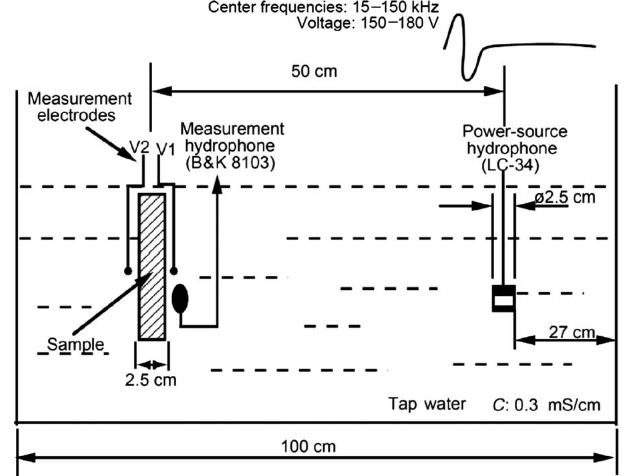 Center frequencies: 15–150 kHz
Voltage: 150–180 V
50 cm
Measurement
electrodes
V2 V1
Measurement
hydrophone
(B&K 8103)
Power-source
hydrophone
(LC-34)
ø2.5 cm
Sample
27 cm
2.5 cm
Tap water C: 0.3 mS/cm
100 cm